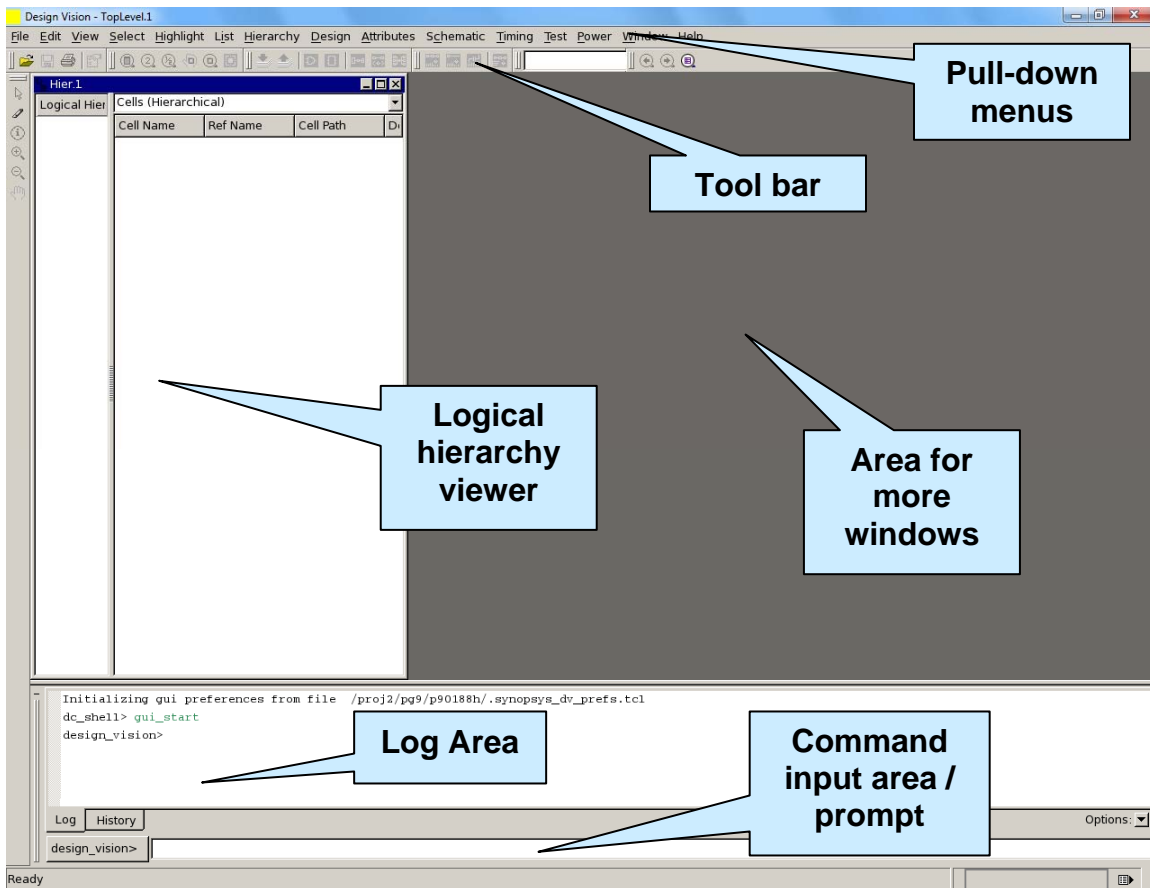 Design Vision - TopLevel.1
File Edit View Select Highlight List Hierarchy Design Attributes Schematic Timing Test Power Window Help
Pull-down
menus
Hier.1
Logical Hier
Cells (Hierarchical)
Cell Name Ref Name Cell Path
Tool bar
Logical
hierarchy
viewer
Area for
more
windows
Initializing gui preferences from file /proj2/pg9/p90188h/.synopsys_dv_prefs.tcl
dc_shell> gui_start
design_vision>
Log Area
Command
input area /
prompt
Log History
Options:
design_vision>
Ready